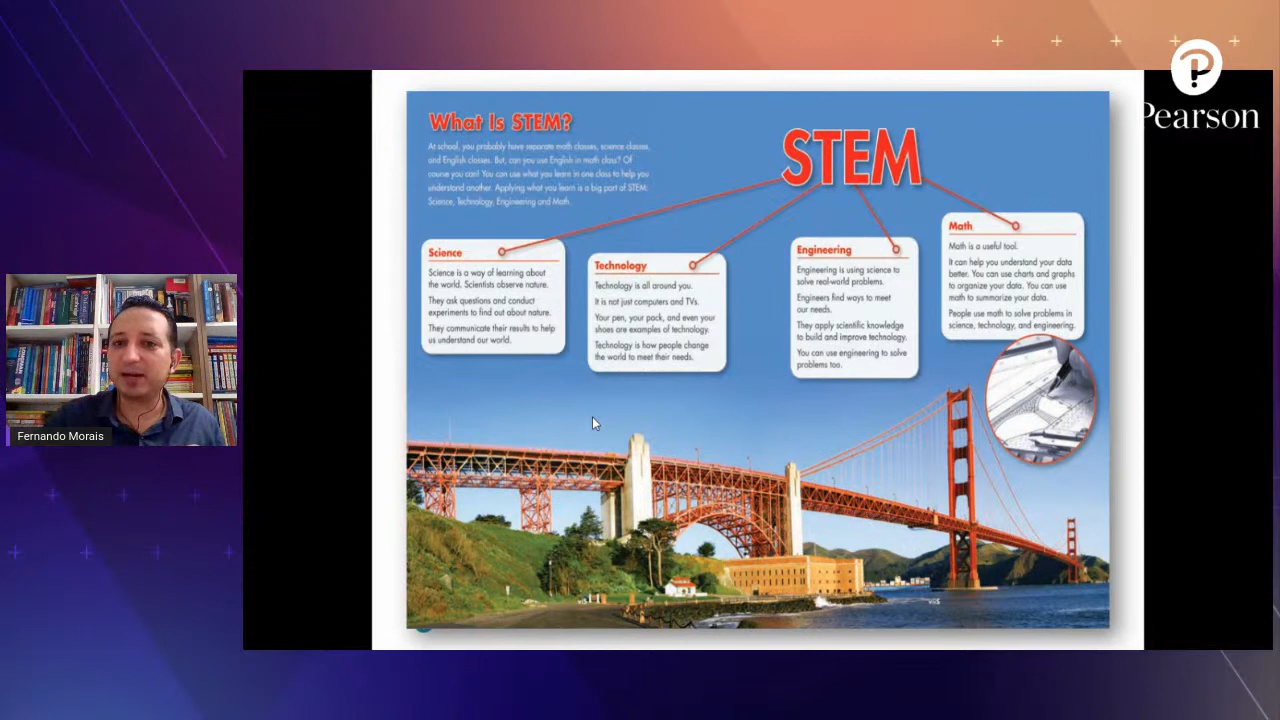 Pearson
What Is STEM?
At school, you probably have separate math classes, science classes,
and English classes. But, can you use English in math class? Of
course you can! You can use what you learn in one class to help you
understand another. Applying what you learn is a big part of STEM:
Science, Technology, Engineering and Math.
STEM
Science
Science is a way of learning about
the world. Scientists observe nature.
They ask questions and conduct
experiments to find out about nature.
They communicate their results to help
us understand our world.
Technology
Technology is all around you.
It is not just computers and TVs.
Your pen, your pack, and even your
shoes are examples of technology.
Technology is how people change
the world to meet their needs.
Engineering
Engineering is using science to
solve real-world problems.
Engineers find ways to meet
our needs.
They apply scientific knowledge
to build and improve technology.
You can use engineering to solve
problems too.
Math
Math is a useful tool.
It can help you understand your data
better. You can use charts and graphs
to organize your data. You can use
math to summarize your data.
People use math to solve problems in
science, technology, and engineering.
Fernando Morais